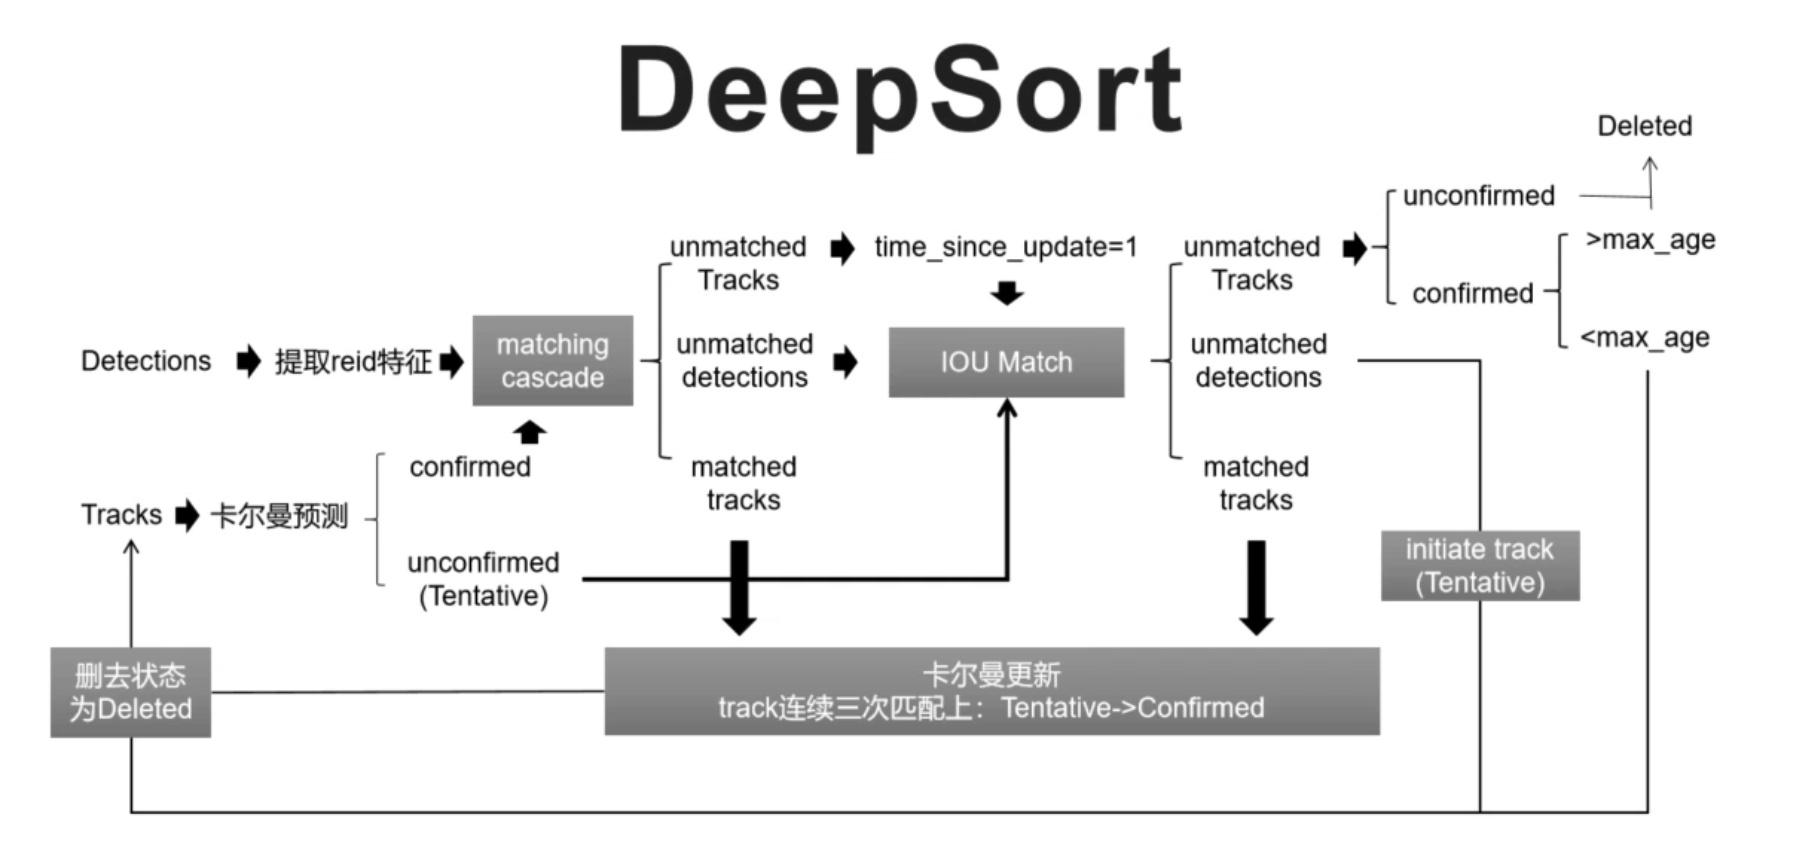 DeepSort
Deleted
unconfirmed
>max_age
confirmed
<max_age
unmatched
Tracks
time_since_update=1
unmatched
Tracks
Detections
提取reid特征
matching
cascade
unmatched
detections
IOU Match
unmatched
detections
confirmed
matched
tracks
matched
tracks
Tracks
卡尔曼预测
unconfirmed
(Tentative)
initiate track
(Tentative)
删去状态
为Deleted
卡尔曼更新
track连续三次匹配上：Tentative->Confirmed